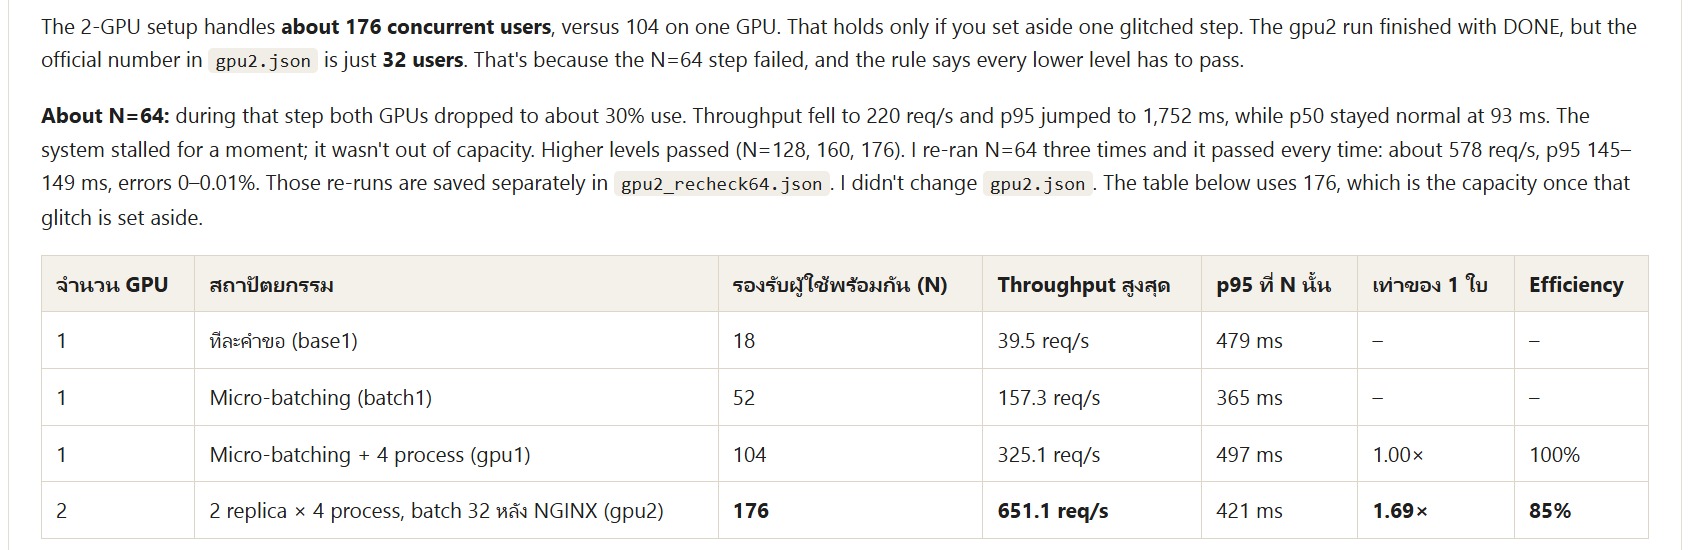 The 2-GPU setup handles about 176 concurrent users, versus 104 on one GPU. That holds only if you set aside one glitched step. The gpu2 run finished with DONE, but the
official number in gpu2.json is just 32 users. That's because the N=64 step failed, and the rule says every lower level has to pass.
About N=64: during that step both GPUs dropped to about 30% use. Throughput fell to 220 req/s and p95 jumped to 1,752 ms, while p50 stayed normal at 93 ms. The
system stalled for a moment; it wasn't out of capacity. Higher levels passed (N=128, 160, 176). I re-ran N=64 three times and it passed every time: about 578 req/s, p95 145–
149 ms, errors 0–0.01%. Those re-runs are saved separately in gpu2_recheck64.json. I didn't change gpu2.json. The table below uses 176, which is the capacity once that
glitch is set aside.
จำนวน GPU สถาปัตยกรรม รองรับผู้ใช้พร้อมกัน (N) Throughput สูงสุด p95 ที่ N นั้น เท่าของ 1 ใบ Efficiency
1 ทีละคำขอ (base1) 18 39.5 req/s 479 ms – –
1 Micro-batching (batch1) 52 157.3 req/s 365 ms – –
1 Micro-batching + 4 process (gpu1) 104 325.1 req/s 497 ms 1.00× 100%
2 2 replica × 4 process, batch 32 หลัง NGINX (gpu2) 176 651.1 req/s 421 ms 1.69× 85%